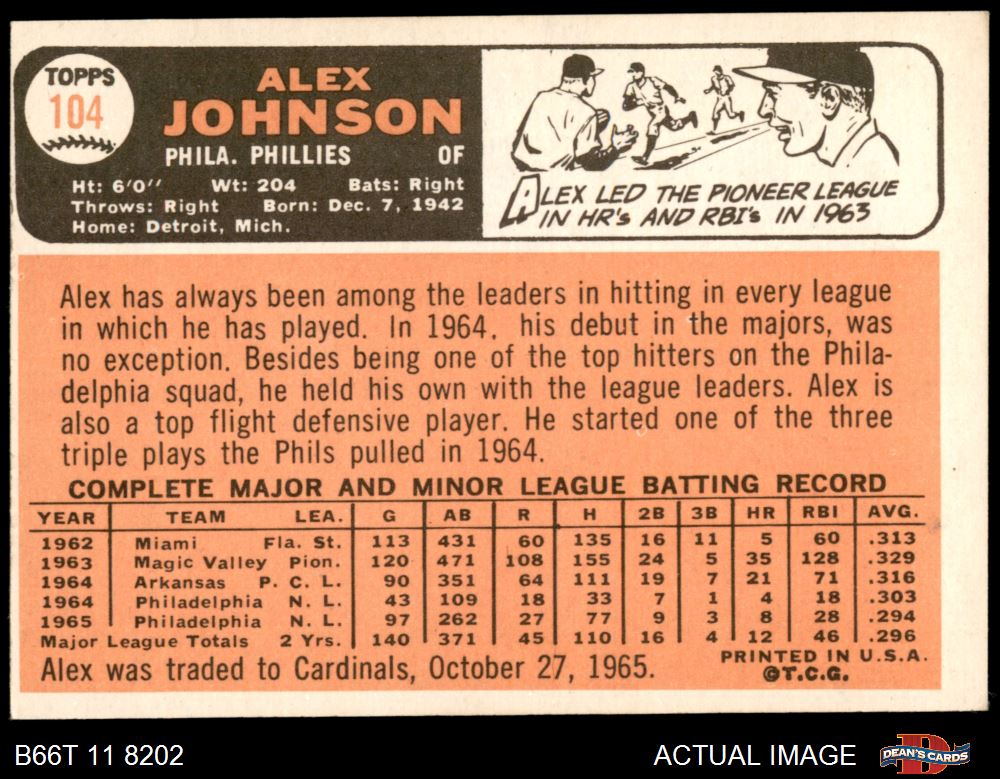 TOPPS
104
ALEX
JOHNSON
PHILA. PHILLIES OF
Ht: 6'0'' Wt: 204 Bats: Right
Throws: Right Born: Dec. 7, 1942
Home: Detroit, Mich.
ALEX LED THE PIONEER LEAGUE
IN HR's AND RBI's IN 1963
Alex has always been among the leaders in hitting in every league
in which he has played. In 1964, his debut in the majors, was
no exception. Besides being one of the top hitters on the Phila-
delphia squad, he held his own with the league leaders. Alex is
also a top flight defensive player. He started one of the three
triple plays the Phils pulled in 1964.
COMPLETE MAJOR AND MINOR LEAGUE BATTING RECORD
YEAR TEAM LEA. G AB R H 2B 3B HR RBI AVG.
1962 Miami Fla. St. 113 431 60 135 16 11 5 60 .313
1963 Magic Valley Pion. 120 471 108 155 24 5 35 128 .329
1964 Arkansas P. C. L. 90 351 64 111 19 7 21 71 .316
1964 Philadelphia N. L. 43 109 18 33 7 1 4 18 .303
1965 Philadelphia N. L. 97 262 27 77 9 3 8 28 .294
Major League Totals 2 Yrs. 140 371 45 110 16 4 12 46 .296
Alex was traded to Cardinals, October 27, 1965.
PRINTED IN U.S.A.
©T.C.G.
B66T 11 8202
ACTUAL IMAGE
D
DEAN'S CARDS